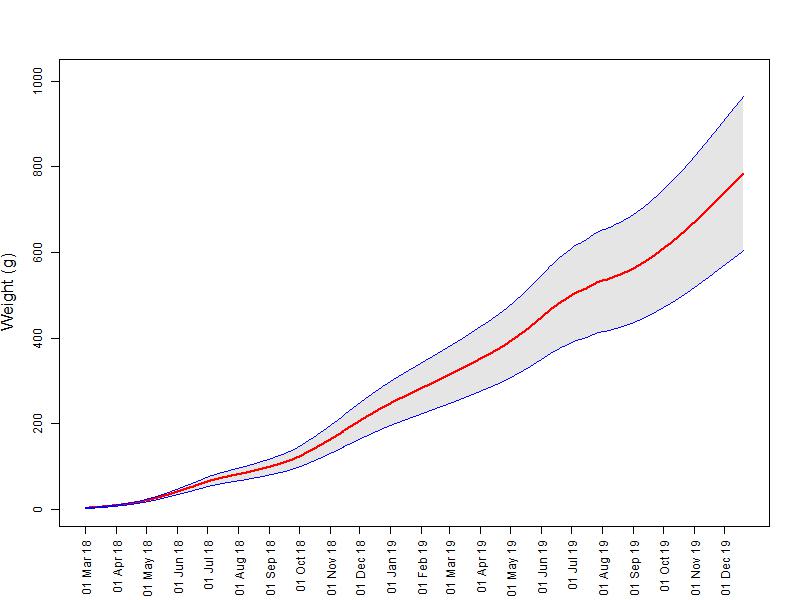 Weight (g)
1000
800
600
400
200
0
01 Mar 18
01 Apr 18
01 May 18
01 Jun 18
01 Jul 18
01 Aug 18
01 Sep 18
01 Oct 18
01 Nov 18
01 Dec 18
01 Jan 19
01 Feb 19
01 Mar 19
01 Apr 19
01 May 19
01 Jun 19
01 Jul 19
01 Aug 19
01 Sep 19
01 Oct 19
01 Nov 19
01 Dec 19